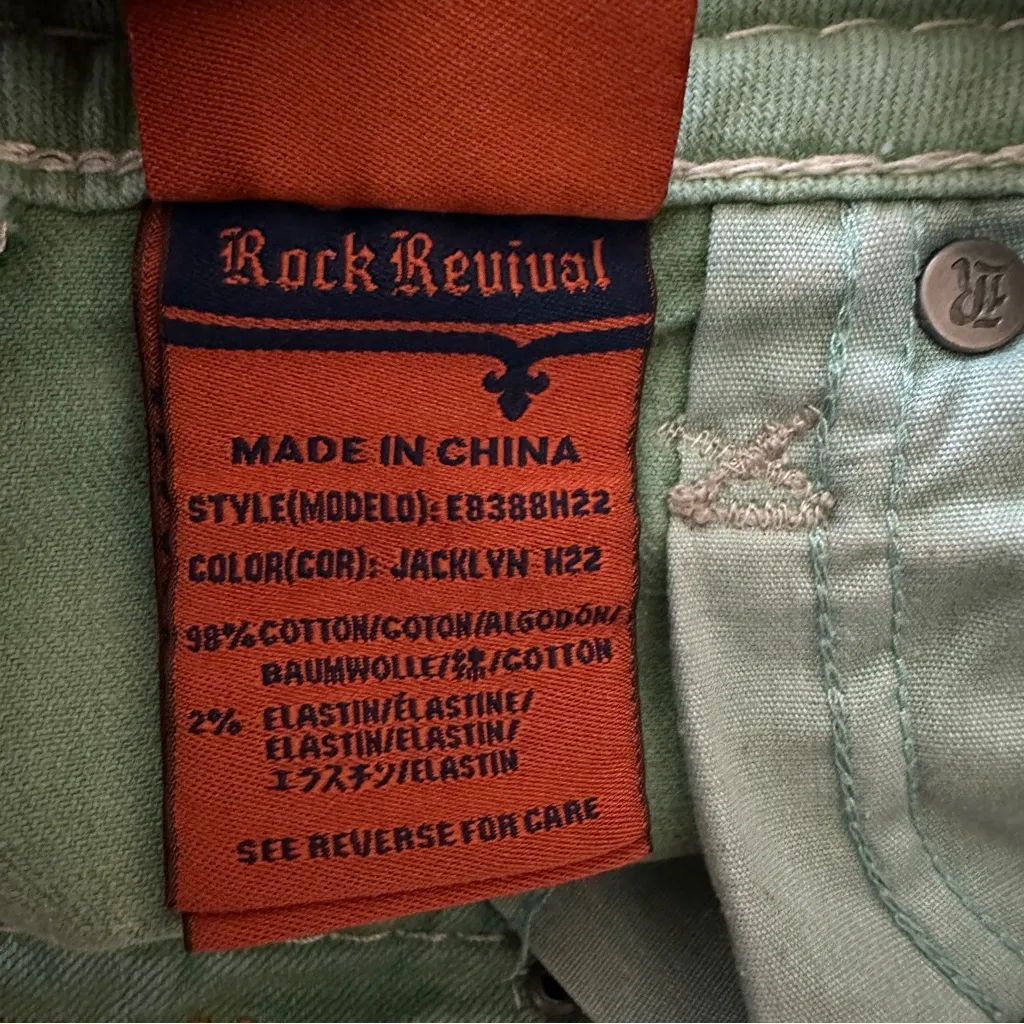 Rock Revival
MADE IN CHINA
STYLE(MODELO): E8388H22
COLOR(COR): JACKLYN H22
98% COTTON/COTON/ALGODÓN/
BAUMWOLLE/綿/COTTON
2% ELASTIN/ÉLASTINE/
ELASTIN/ELASTIN/
エラスチン/ELASTIN
SEE REVERSE FOR CARE